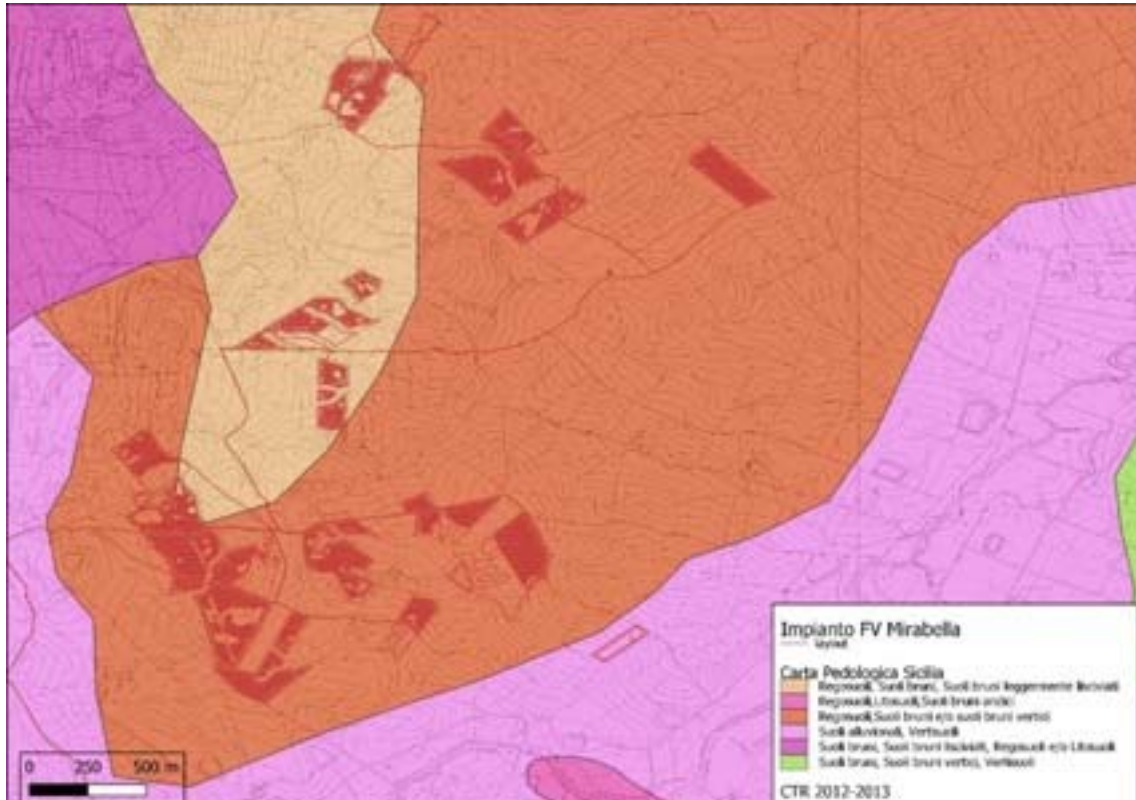 Impianto FV Mirabella
layout
Carta Pedologica Sicilia
Regosuoli, Suoli bruni, Suoli bruni leggermente lisciviati
Regosuoli,Litosuoli,Suoli bruni andici
Regosuoli,Suoli bruni e/o suoli bruni vertici
Suoli alluvionali, Vertisuoli
Suoli bruni, Suoli bruni lisciviati, Regosuoli e/o Litosuoli
Suoli bruni, Suoli bruni vertici, Vertisuoli
CTR 2012-2013
0 250 500 m